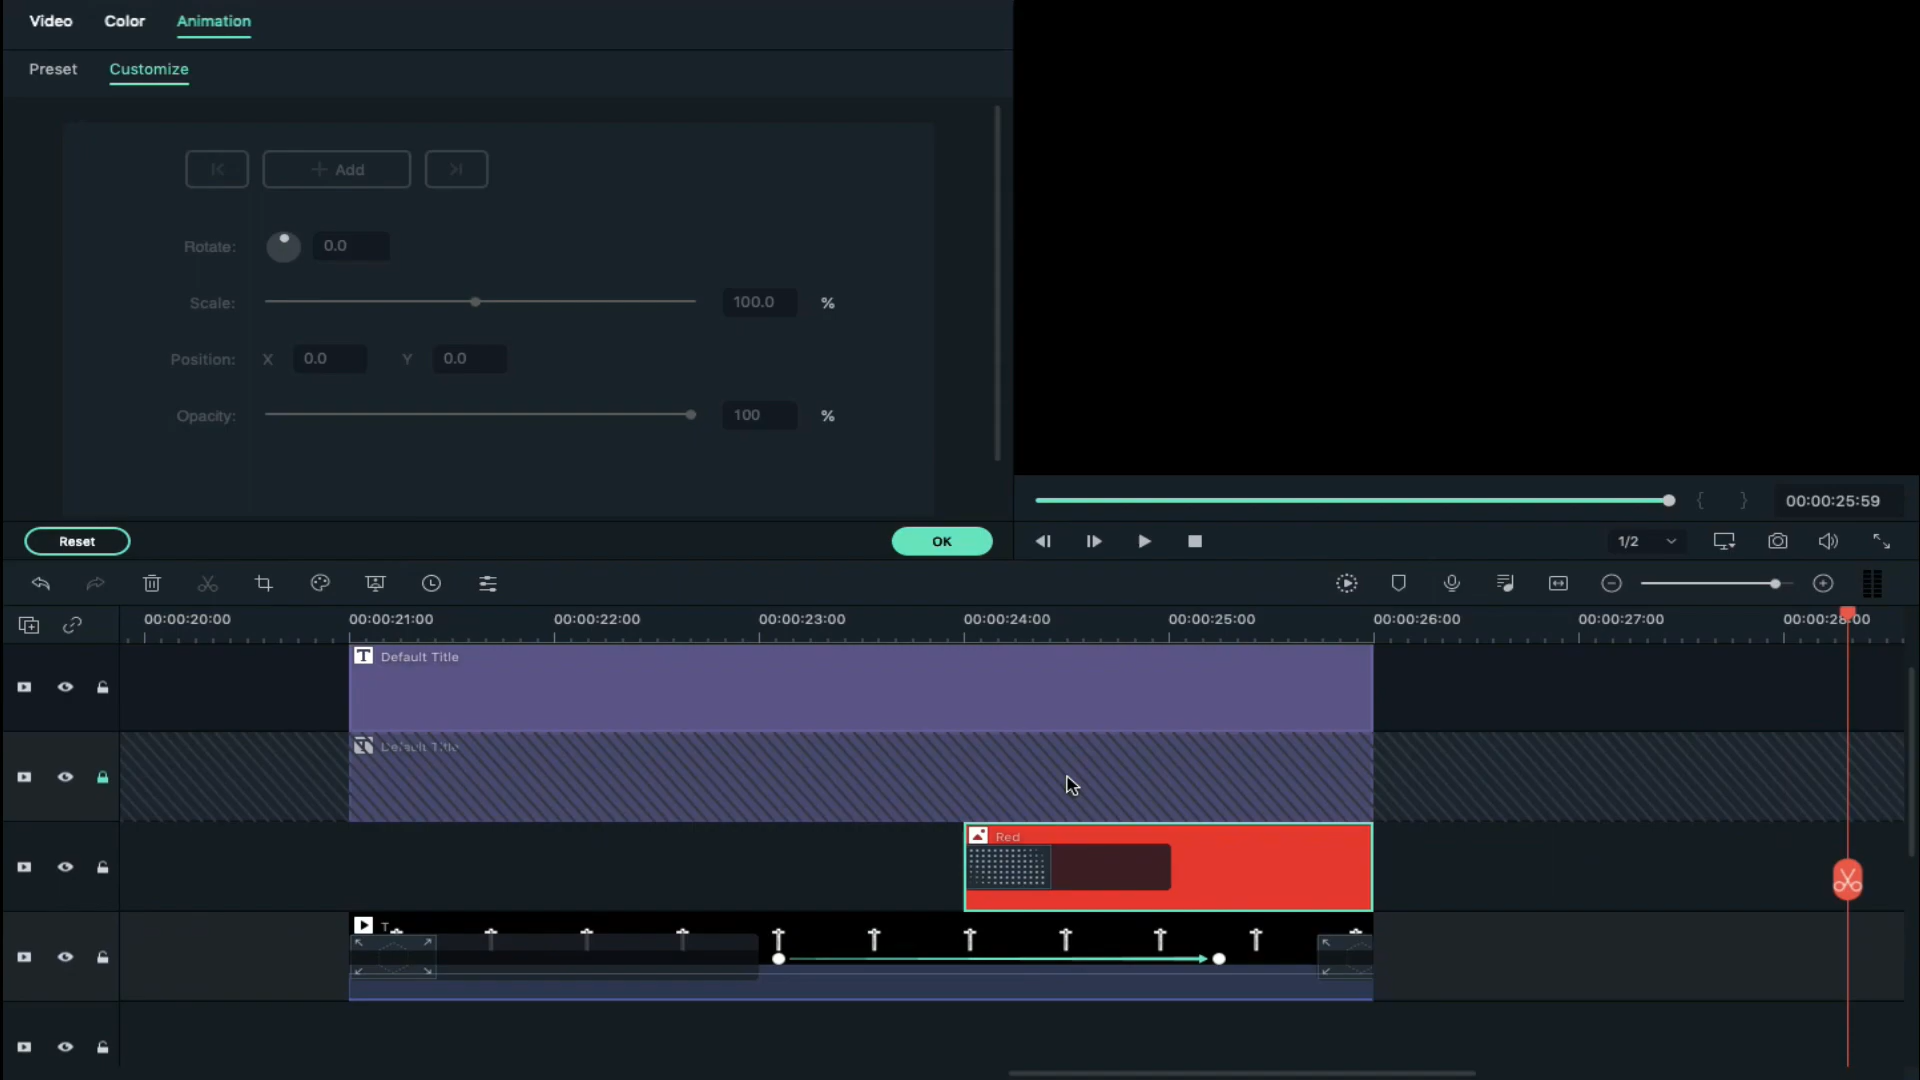 Video Color Animation
Preset Customize
+ Add
Rotate: 0.0
Scale: 100.0 %
Position: X 0.0 Y 0.0
Opacity: 100 %
Reset OK
{ } 00:00:25:59
1/2
00:00:20:00 00:00:21:00 00:00:22:00 00:00:23:00 00:00:24:00 00:00:25:00 00:00:26:00 00:00:27:00 00:00:28:00
T Default Title
Default Title
Red
T